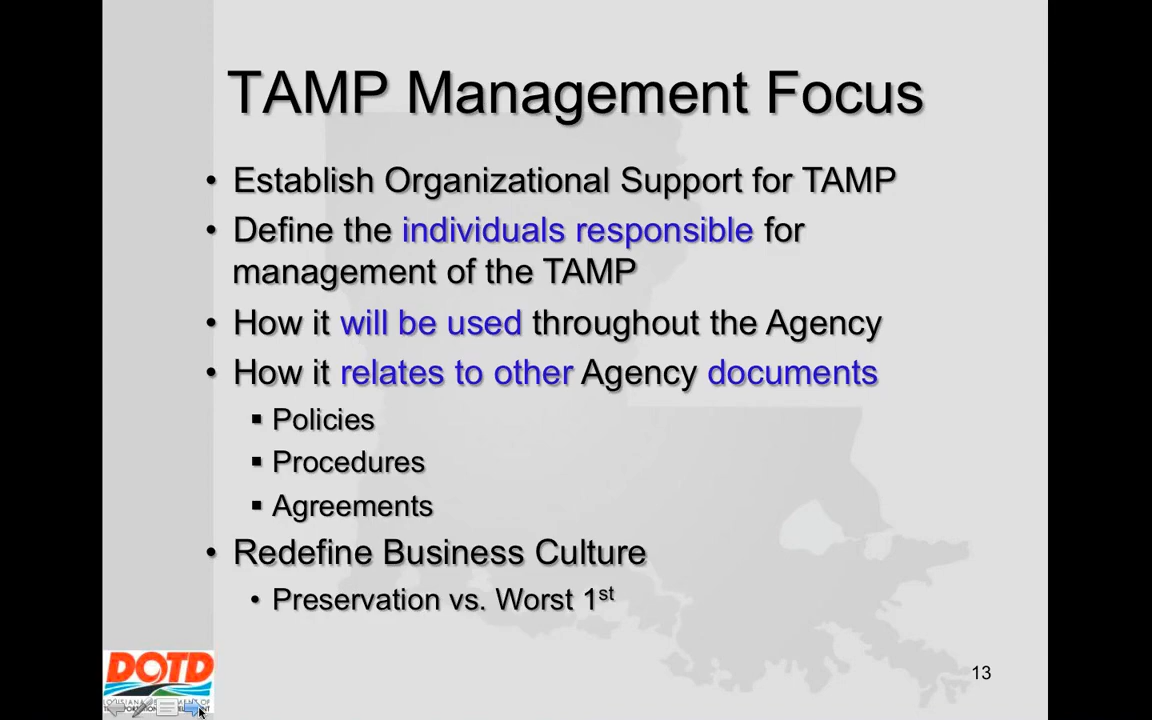 TAMP Management Focus
• Establish Organizational Support for TAMP
• Define the individuals responsible for
management of the TAMP
• How it will be used throughout the Agency
• How it relates to other Agency documents
▪ Policies
▪ Procedures
▪ Agreements
• Redefine Business Culture
• Preservation vs. Worst 1st
DOTD
13